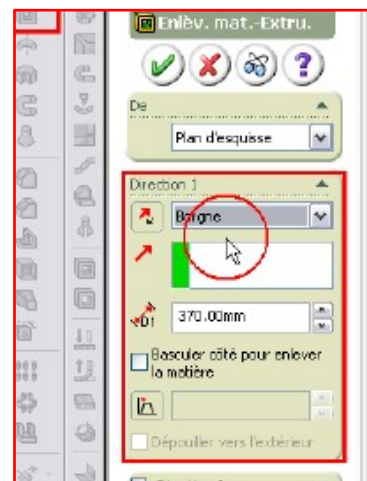 Enlèv. mat.-Extru.
De
Plan d'esquisse
Direction 1
Borgne
D1
370.00mm
Basculer côté pour enlever
la matière
Dépouiller vers l'extérieur